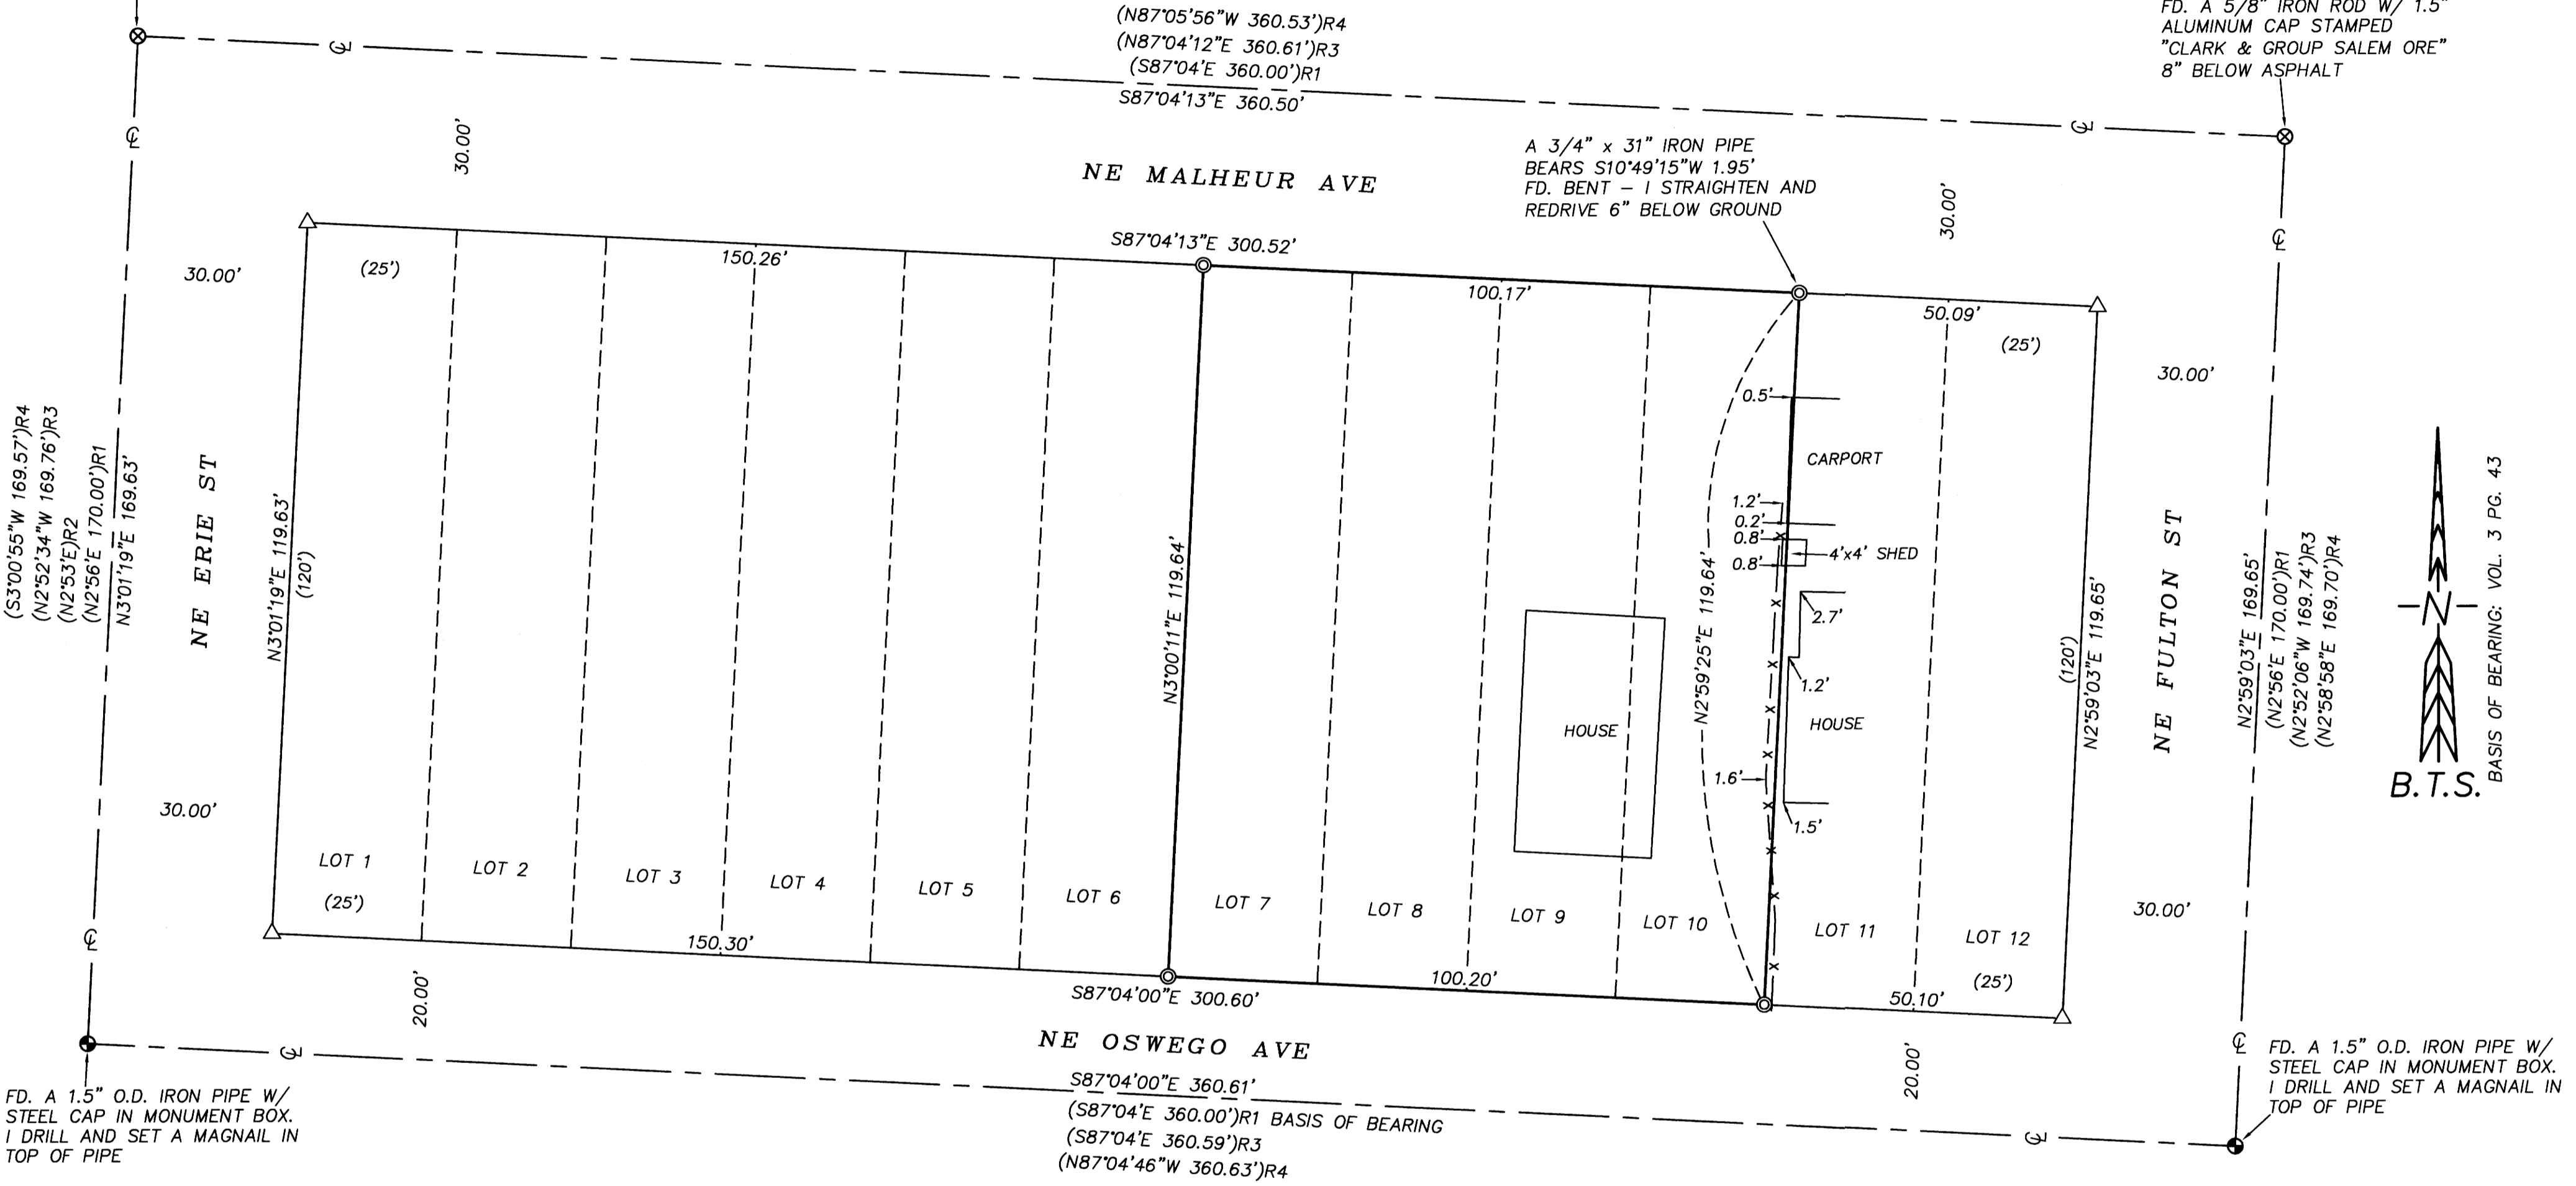 (N87°05'56"W 360.53')R4
(N87°04'12"E 360.61')R3
(S87°04'E 360.00')R1
S87°04'13"E 360.50'
FD. A 5/8" IRON ROD W/ 1.5"
ALUMINUM CAP STAMPED
"CLARK & GROUP SALEM ORE"
8" BELOW ASPHALT
30.00'
NE MALHEUR AVE
A 3/4" x 31" IRON PIPE
BEARS S10°49'15"W 1.95'
FD. BENT – I STRAIGHTEN AND
REDRIVE 6" BELOW GROUND
30.00'
S87°04'13"E 300.52'
30.00'
(25')
150.26'
100.17'
50.09'
(25')
30.00'
(S3°00'55"W 169.57')R4
(N2°52'34"W 169.76')R3
(N2°53'E)R2
(N2°56'E 170.00')R1
N3°01'19"E 169.63'
NE ERIE ST
N3°01'19"E 119.63'
(120')
N3°00'11"E 119.64'
N2°59'25"E 119.64'
0.5'
CARPORT
1.2'
0.2'
0.8'
0.8'
4'x4' SHED
2.7'
1.2'
HOUSE
HOUSE
1.6'
1.5'
(120')
N2°59'03"E 119.65'
NE FULTON ST
N2°59'03"E 169.65'
(N2°56'E 170.00')R1
(N2°52'06"W 169.74')R3
(N2°58'58"E 169.70')R4
N
B.T.S.
BASIS OF BEARING: VOL. 3 PG. 43
30.00'
LOT 1
LOT 2
LOT 3
LOT 4
LOT 5
LOT 6
LOT 7
LOT 8
LOT 9
LOT 10
LOT 11
LOT 12
30.00'
(25')
(25')
150.30'
100.20'
50.10'
20.00'
S87°04'00"E 300.60'
NE OSWEGO AVE
20.00'
S87°04'00"E 360.61'
(S87°04'E 360.00')R1 BASIS OF BEARING
(S87°04'E 360.59')R3
(N87°04'46"W 360.63')R4
FD. A 1.5" O.D. IRON PIPE W/
STEEL CAP IN MONUMENT BOX.
I DRILL AND SET A MAGNAIL IN
TOP OF PIPE
FD. A 1.5" O.D. IRON PIPE W/
STEEL CAP IN MONUMENT BOX.
I DRILL AND SET A MAGNAIL IN
TOP OF PIPE